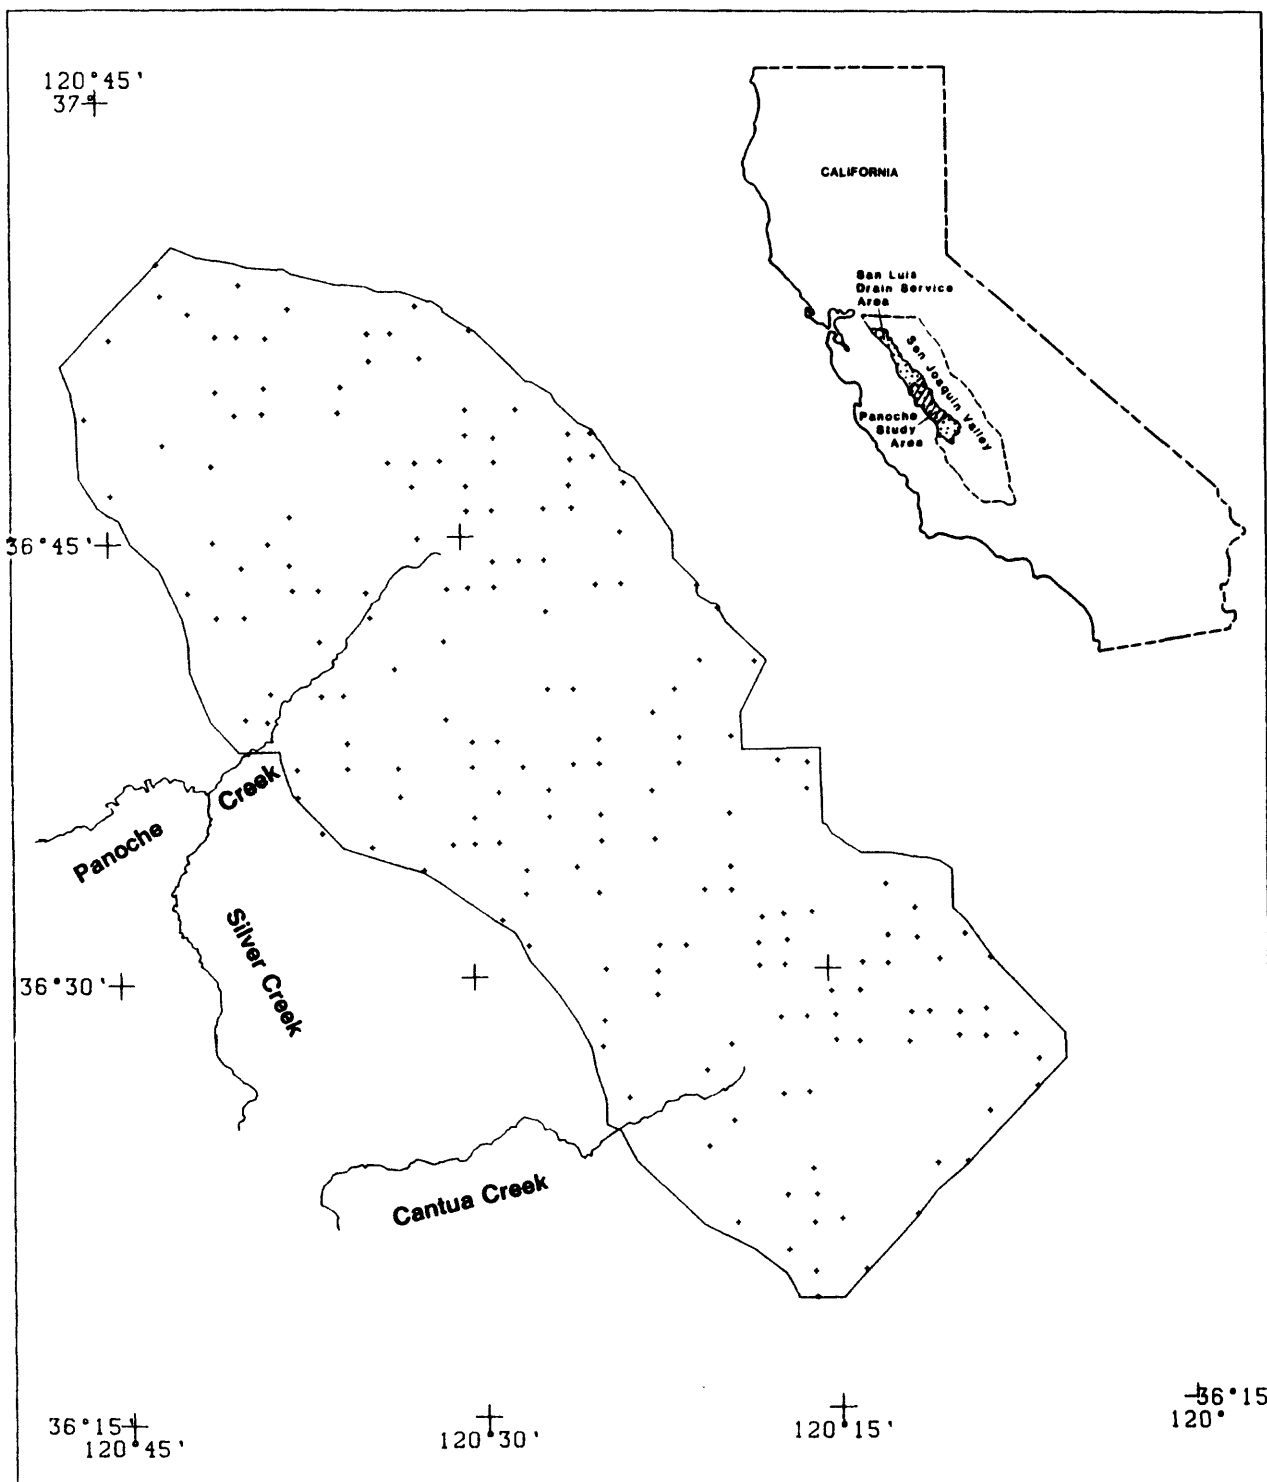 120°45'
37°
CALIFORNIA
San Luis
Drain Service
Area
San Joaquin Valley
Panoche
Study
Area
36°45'
Panoche
Creek
Silver Creek
36°30'
Cantua Creek
36°15'
120°45'
120°30'
120°15'
36°15
120°